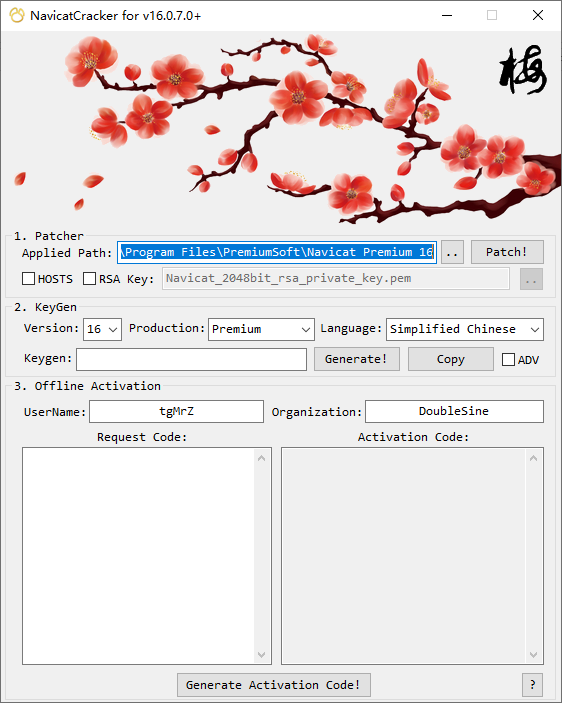 NavicatCracker for v16.0.7.0+
梅
1. Patcher
Applied Path: \Program Files\PremiumSoft\Navicat Premium 16 .. Patch!
HOSTS RSA Key: Navicat_2048bit_rsa_private_key.pem ..
2. KeyGen
Version: 16 Production: Premium Language: Simplified Chinese
Keygen: Generate! Copy ADV
3. Offline Activation
UserName: tgMrZ Organization: DoubleSine
Request Code: Activation Code:
Generate Activation Code! ?